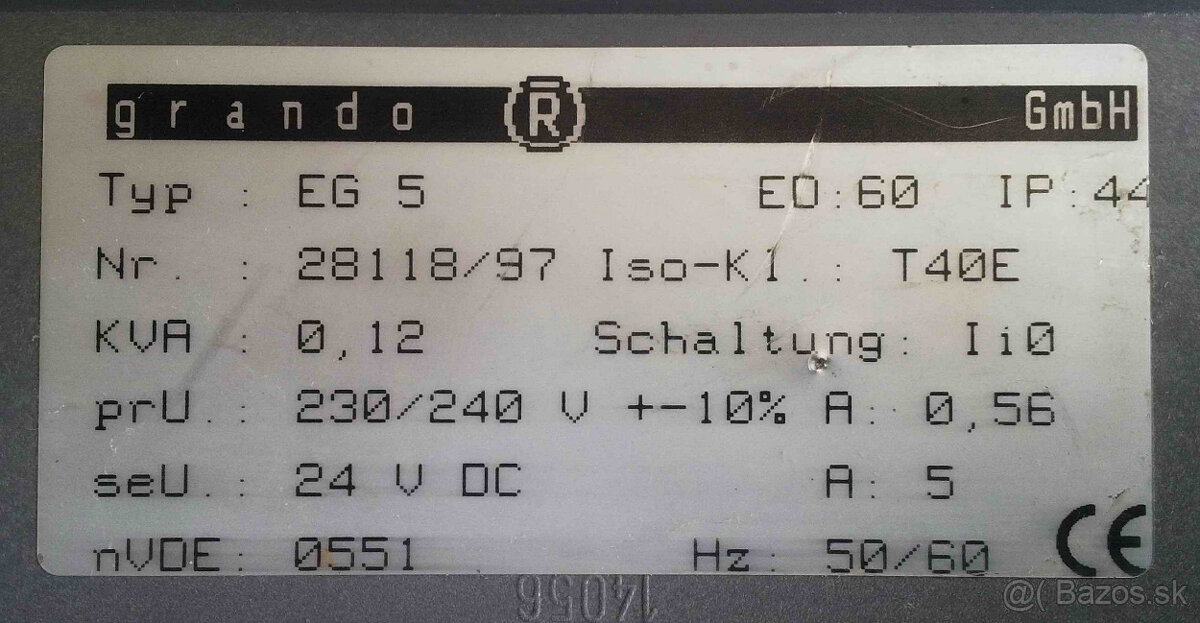 grando ® GmbH
Typ : EG 5 ED:60 IP:44
Nr. : 28118/97 Iso-Kl.: T40E
KVA : 0,12 Schaltung: Ii0
prU.: 230/240 V +-10% A: 0,56
seU.: 24 V DC A: 5
nVDE: 0551 Hz: 50/60 CE
14056
@( Bazos.sk